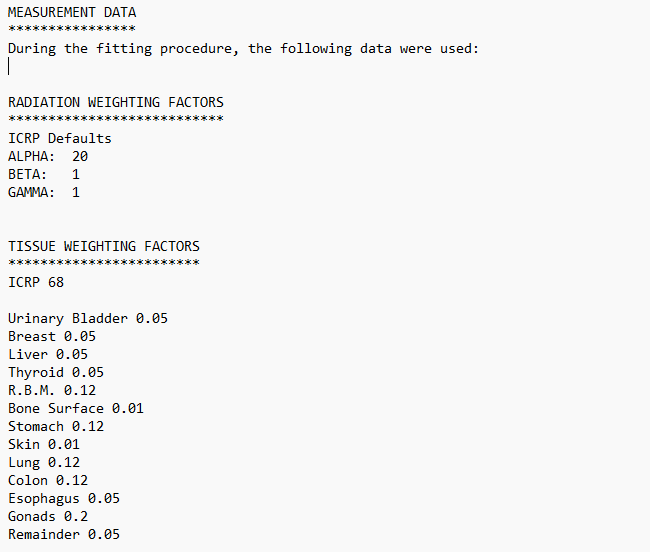 MEASUREMENT DATA
****************
During the fitting procedure, the following data were used:
RADIATION WEIGHTING FACTORS
***************************
ICRP Defaults
ALPHA:  20
BETA:   1
GAMMA:  1
TISSUE WEIGHTING FACTORS
************************
ICRP 68
Urinary Bladder 0.05
Breast 0.05
Liver 0.05
Thyroid 0.05
R.B.M. 0.12
Bone Surface 0.01
Stomach 0.12
Skin 0.01
Lung 0.12
Colon 0.12
Esophagus 0.05
Gonads 0.2
Remainder 0.05